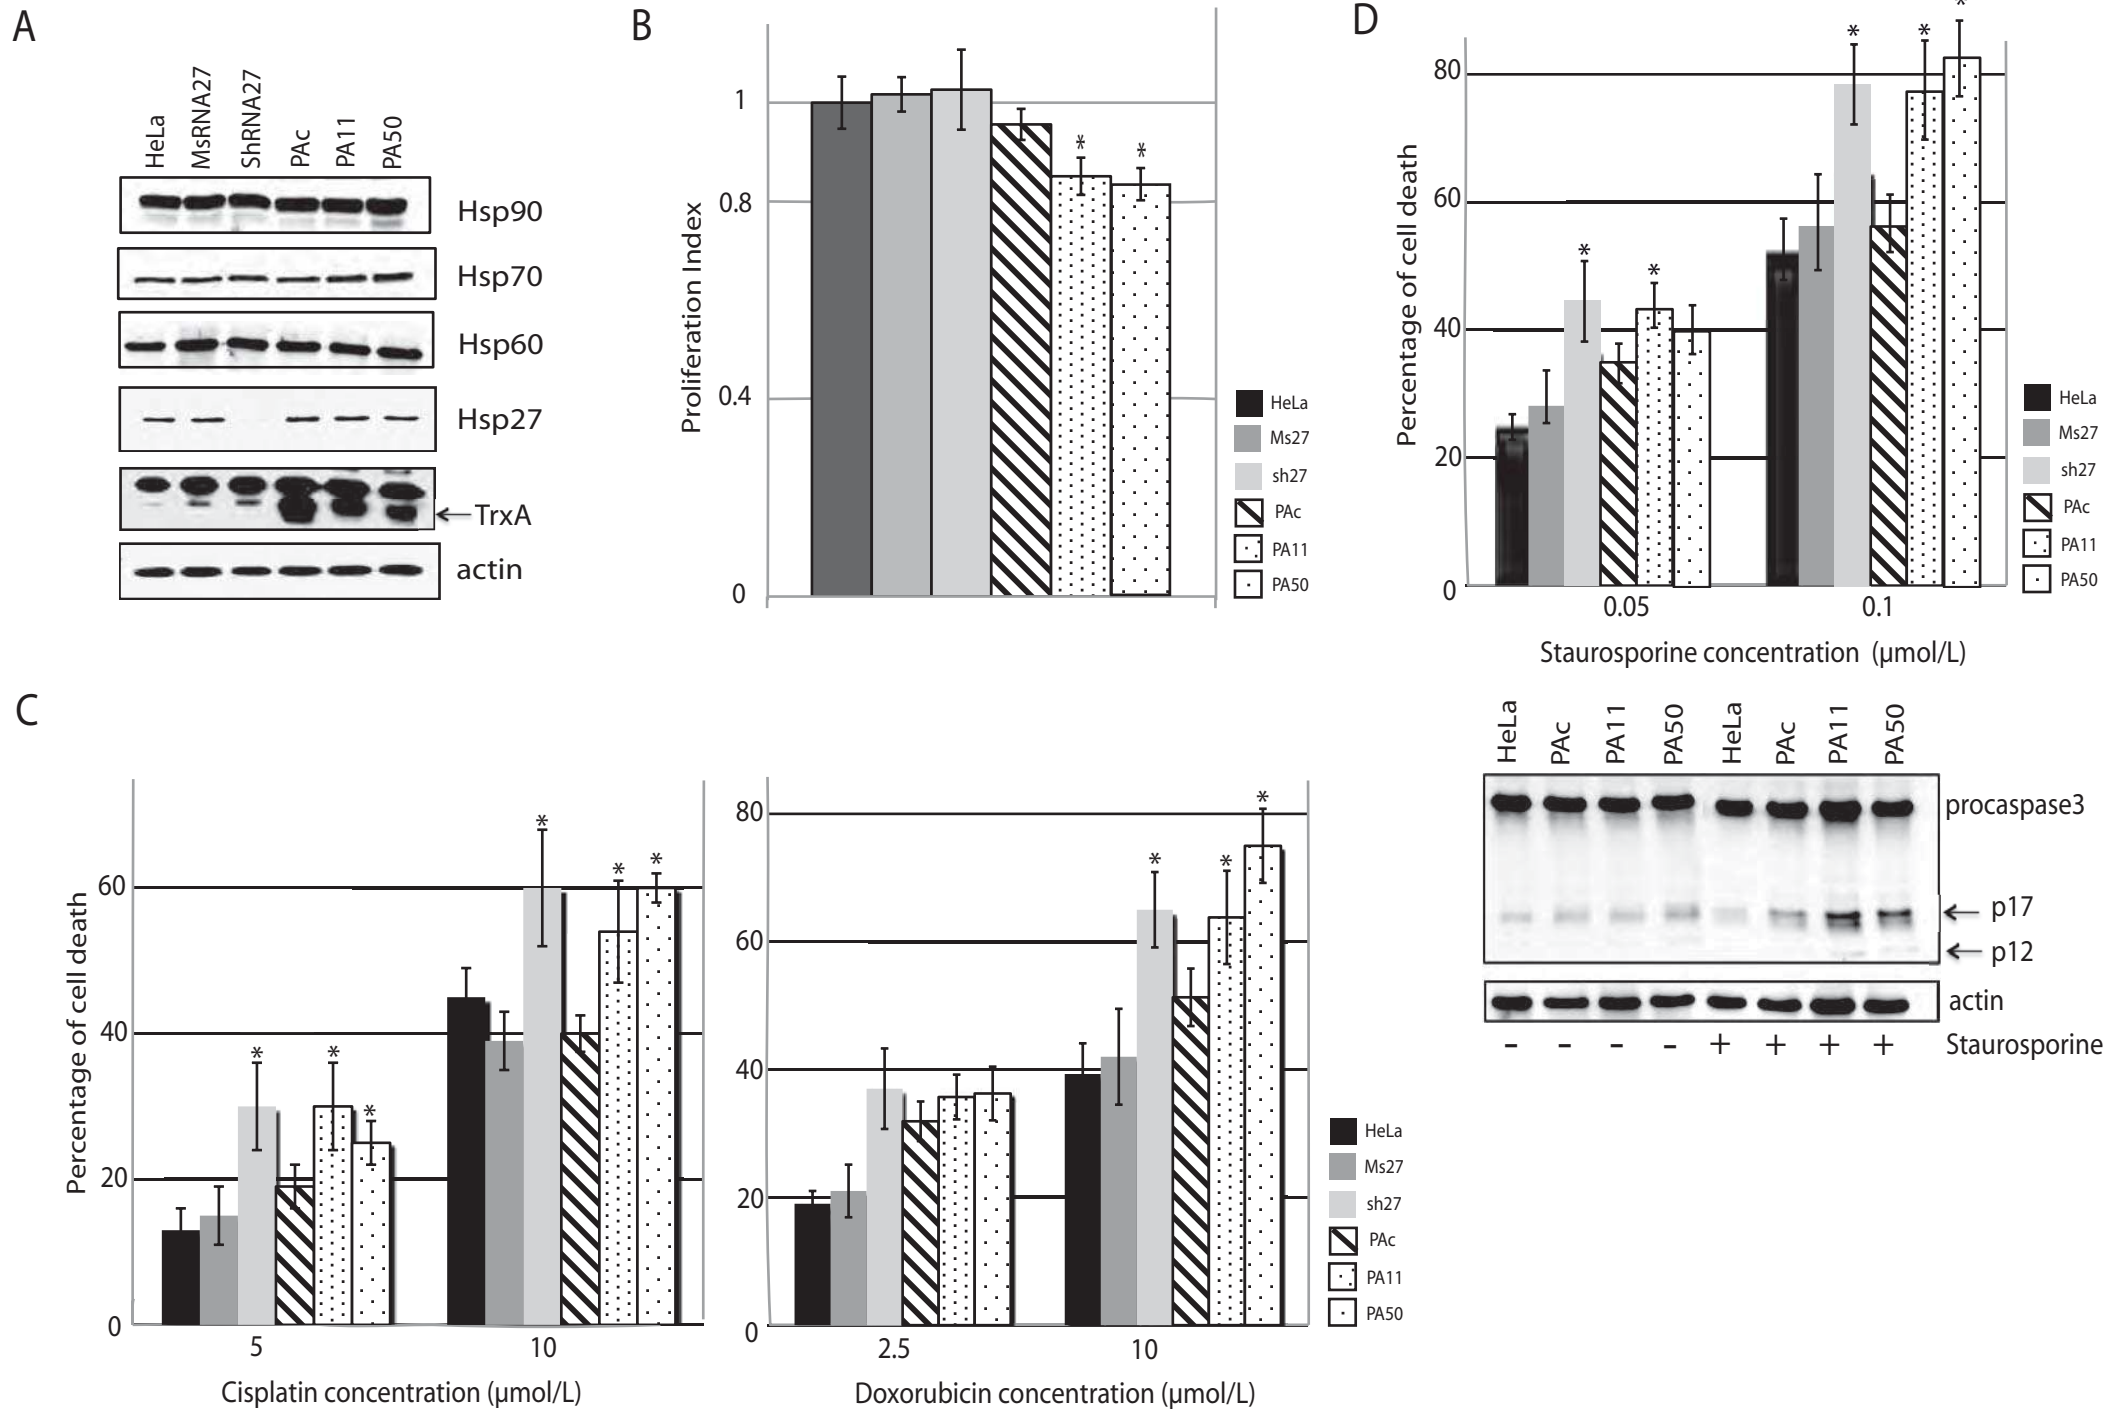 A
HeLa
MsRNA27
ShRNA27
PAc
PA11
PA50
Hsp90
Hsp70
Hsp60
Hsp27
TrxA
actin
B
Proliferation Index
1
0.8
0.4
0
* *
HeLa
Ms27
sh27
PAc
PA11
PA50
D
Percentage of cell death
80
60
40
20
0
* * * * *
0.05 0.1
Staurosporine concentration (µmol/L)
HeLa
Ms27
sh27
PAc
PA11
PA50
HeLa
PAc
PA11
PA50
HeLa
PAc
PA11
PA50
procaspase3
p17
p12
actin
- - - - + + + + Staurosporine
C
Percentage of cell death
60
40
20
0
* * * * * *
5 10
Cisplatin concentration (µmol/L)
80
60
40
20
0
* * *
2.5 10
Doxorubicin concentration (µmol/L)
HeLa
Ms27
sh27
PAc
PA11
PA50